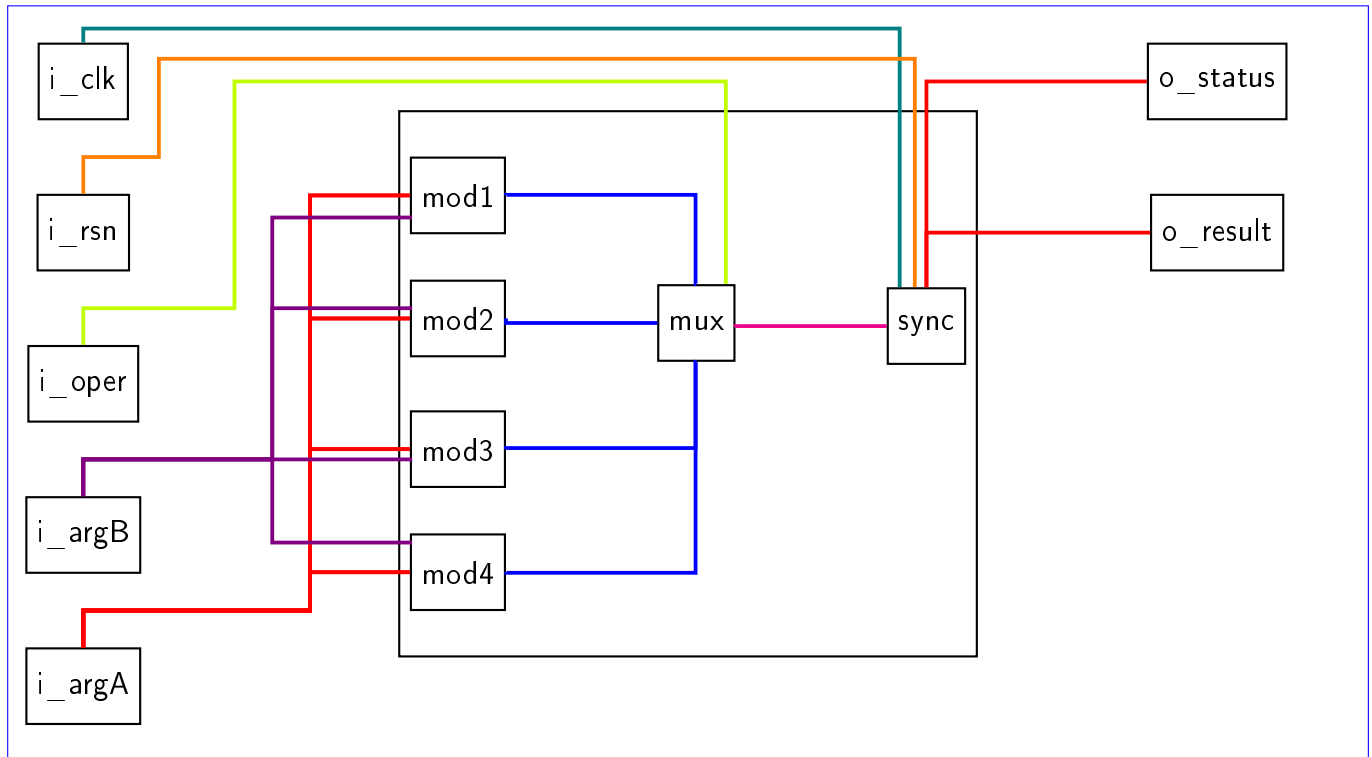 i_clk
i_rsn
i_oper
i_argB
i_argA
mod1
mod2
mod3
mod4
mux
sync
o_status
o_result